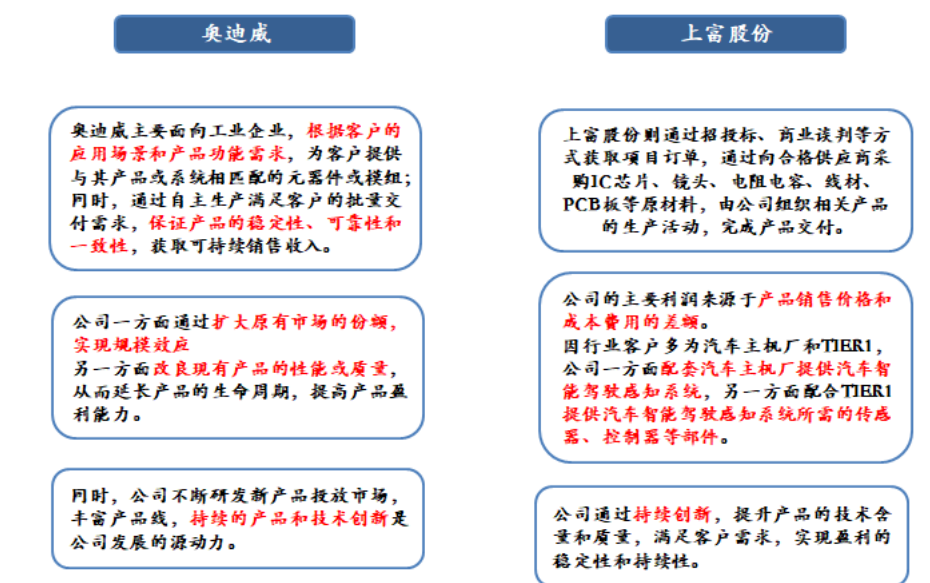 奥迪威
奥迪威主要面向工业企业，根据客户的
应用场景和产品功能需求，为客户提供
与其产品或系统相匹配的元器件或模组；
同时，通过自主生产满足客户的批量交
付需求，保证产品的稳定性、可靠性和
一致性，获取可持续销售收入。
公司一方面通过扩大原有市场的份额，
实现规模效应
另一方面改良现有产品的性能或质量，
从而延长产品的生命周期，提高产品盈
利能力。
同时，公司不断研发新产品投放市场，
丰富产品线，持续的产品和技术创新是
公司发展的源动力。
上富股份
上富股份则通过招投标、商业谈判等方
式获取项目订单，通过向合格供应商采
购IC芯片、镜头、电阻电容、线材、
PCB板等原材料，由公司组织相关产品
的生产活动，完成产品交付。
公司的主要利润来源于产品销售价格和
成本费用的差额。
因行业客户多为汽车主机厂和TIER1，
公司一方面配套汽车主机厂提供汽车智
能驾驶感知系统，另一方面配合TIER1
提供汽车智能驾驶感知系统所需的传感
器、控制器等部件。
公司通过持续创新，提升产品的技术含
量和质量，满足客户需求，实现盈利的
稳定性和持续性。